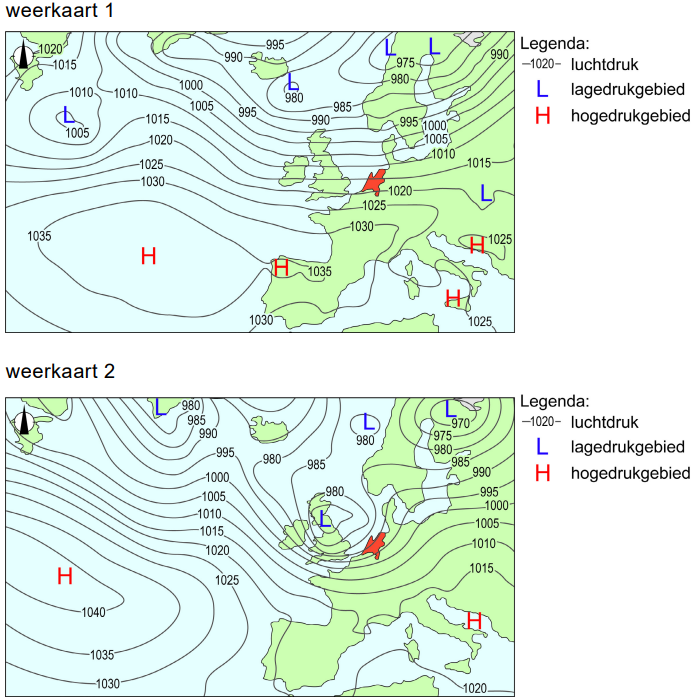 weerkaart 1
1020 995 L L
1015 990 975 990
L 980
1010 1010 1000 980
1005 985
L 995 990 995 1000
1005 1015 1005
1020 1010
1025 1015
1030 1020 L
1025
1035 1030
H H 1025
H 1035
H
1030 1025
Legenda:
–1020– luchtdruk
L lagedrukgebied
H hogedrukgebied
weerkaart 2
L 980 L
985 L 970
990 980 975
980
995 980 985 985
990
1000 980 995
1005 1000
1010 L 1005
1015 1010
1020
H 1025 1015
1040 H
1035
1030 1020
Legenda:
–1020– luchtdruk
L lagedrukgebied
H hogedrukgebied